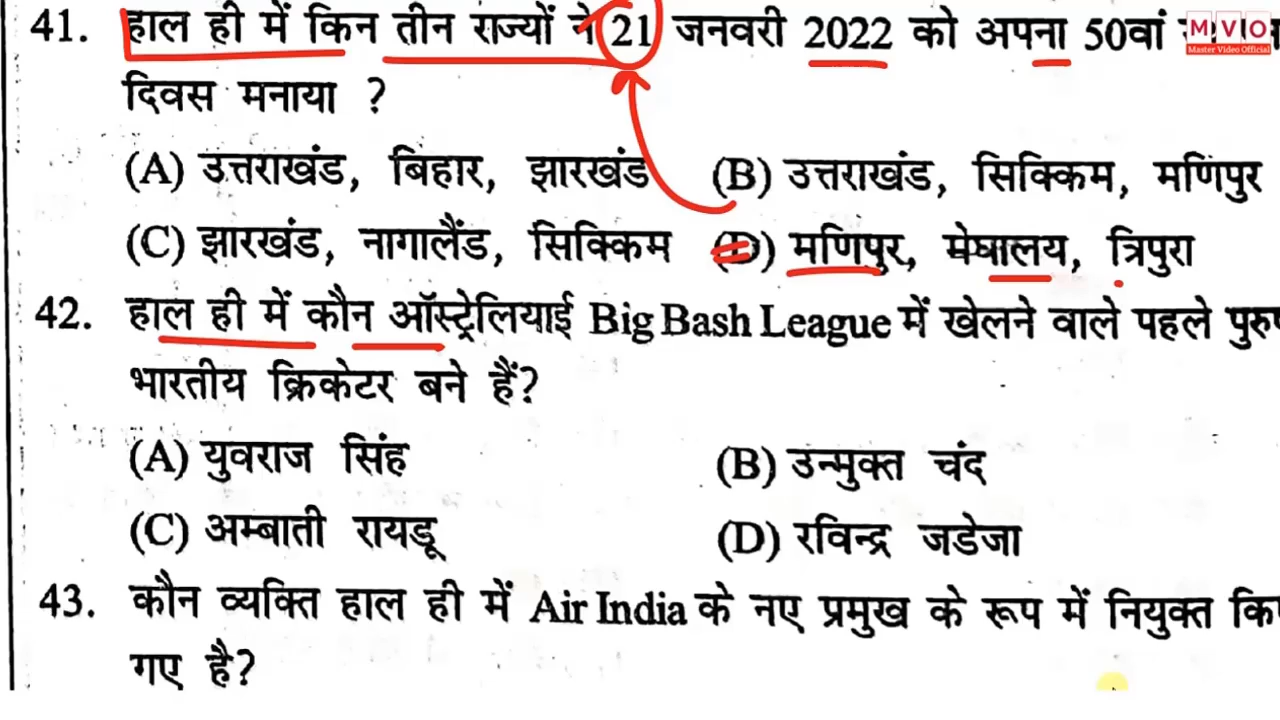 41. हाल ही में किन तीन राज्यों ने 21 जनवरी 2022 को अपना 50वां
MVO
Master Video Official
दिवस मनाया ?
(A) उत्तराखंड, बिहार, झारखंड (B) उत्तराखंड, सिक्किम, मणिपुर
(C) झारखंड, नागालैंड, सिक्किम (D) मणिपुर, मेघालय, त्रिपुरा
42. हाल ही में कौन ऑस्ट्रेलियाई Big Bash League में खेलने वाले पहले
भारतीय क्रिकेटर बने हैं?
(A) युवराज सिंह (B) उन्मुक्त चंद
(C) अम्बाती रायडू (D) रविन्द्र जडेजा
43. कौन व्यक्ति हाल ही में Air India के नए प्रमुख के रूप में नियुक्त
गए है?